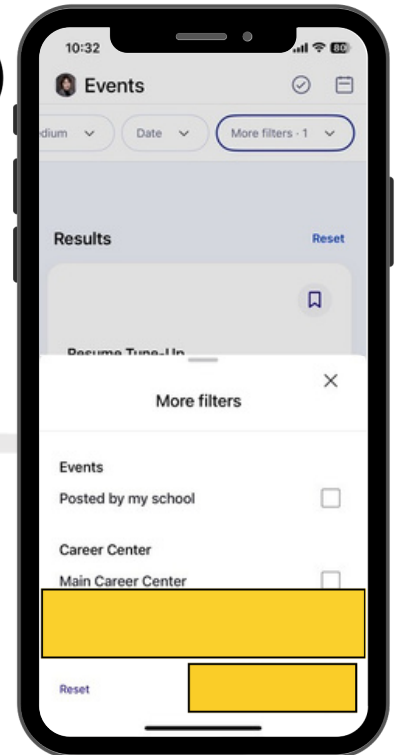 10:32
80
Events
dium
Date
More filters · 1
Results
Reset
Resume Tune-Up
More filters
Events
Posted by my school
Career Center
Main Career Center
Reset